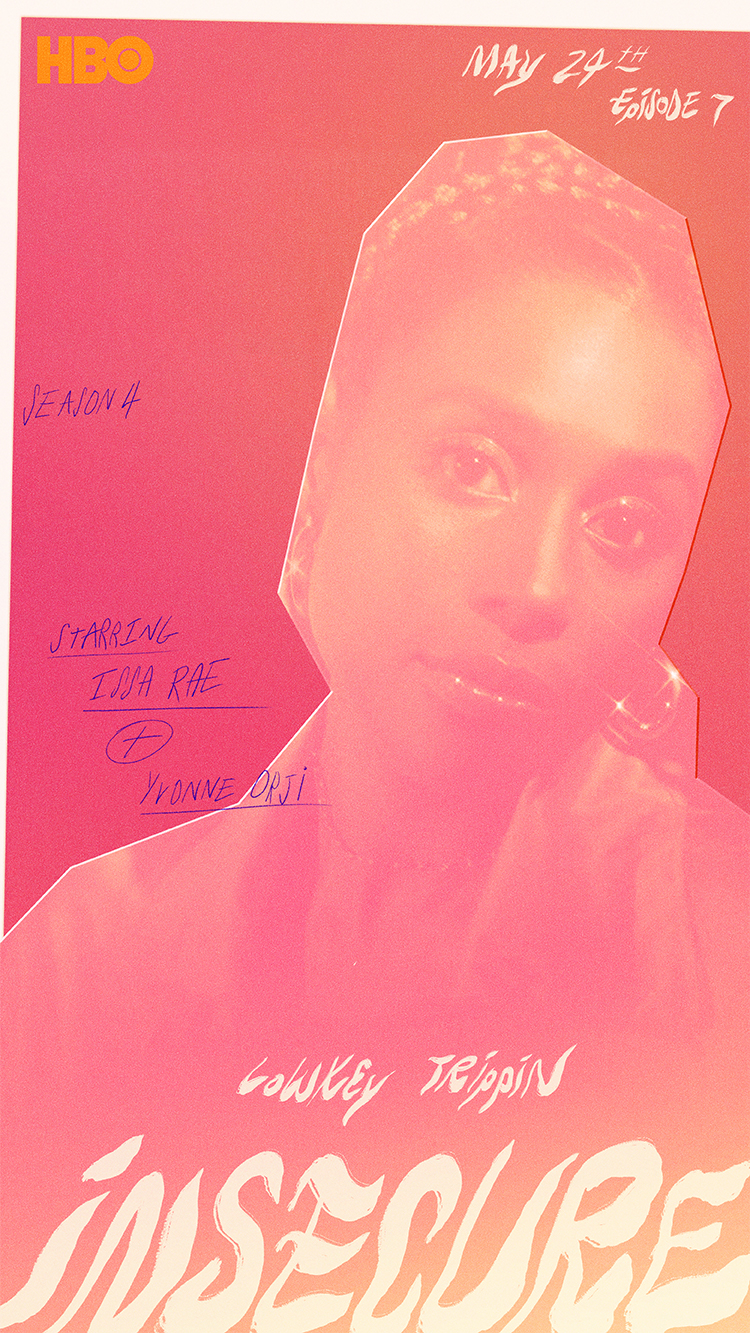 HBO
MAY 24TH
EPiSODE 7
SEASON 4
STARRING
ISSA RAE
+
YVONNE ORJi
LOWKEY TRippiN
iNSECURE